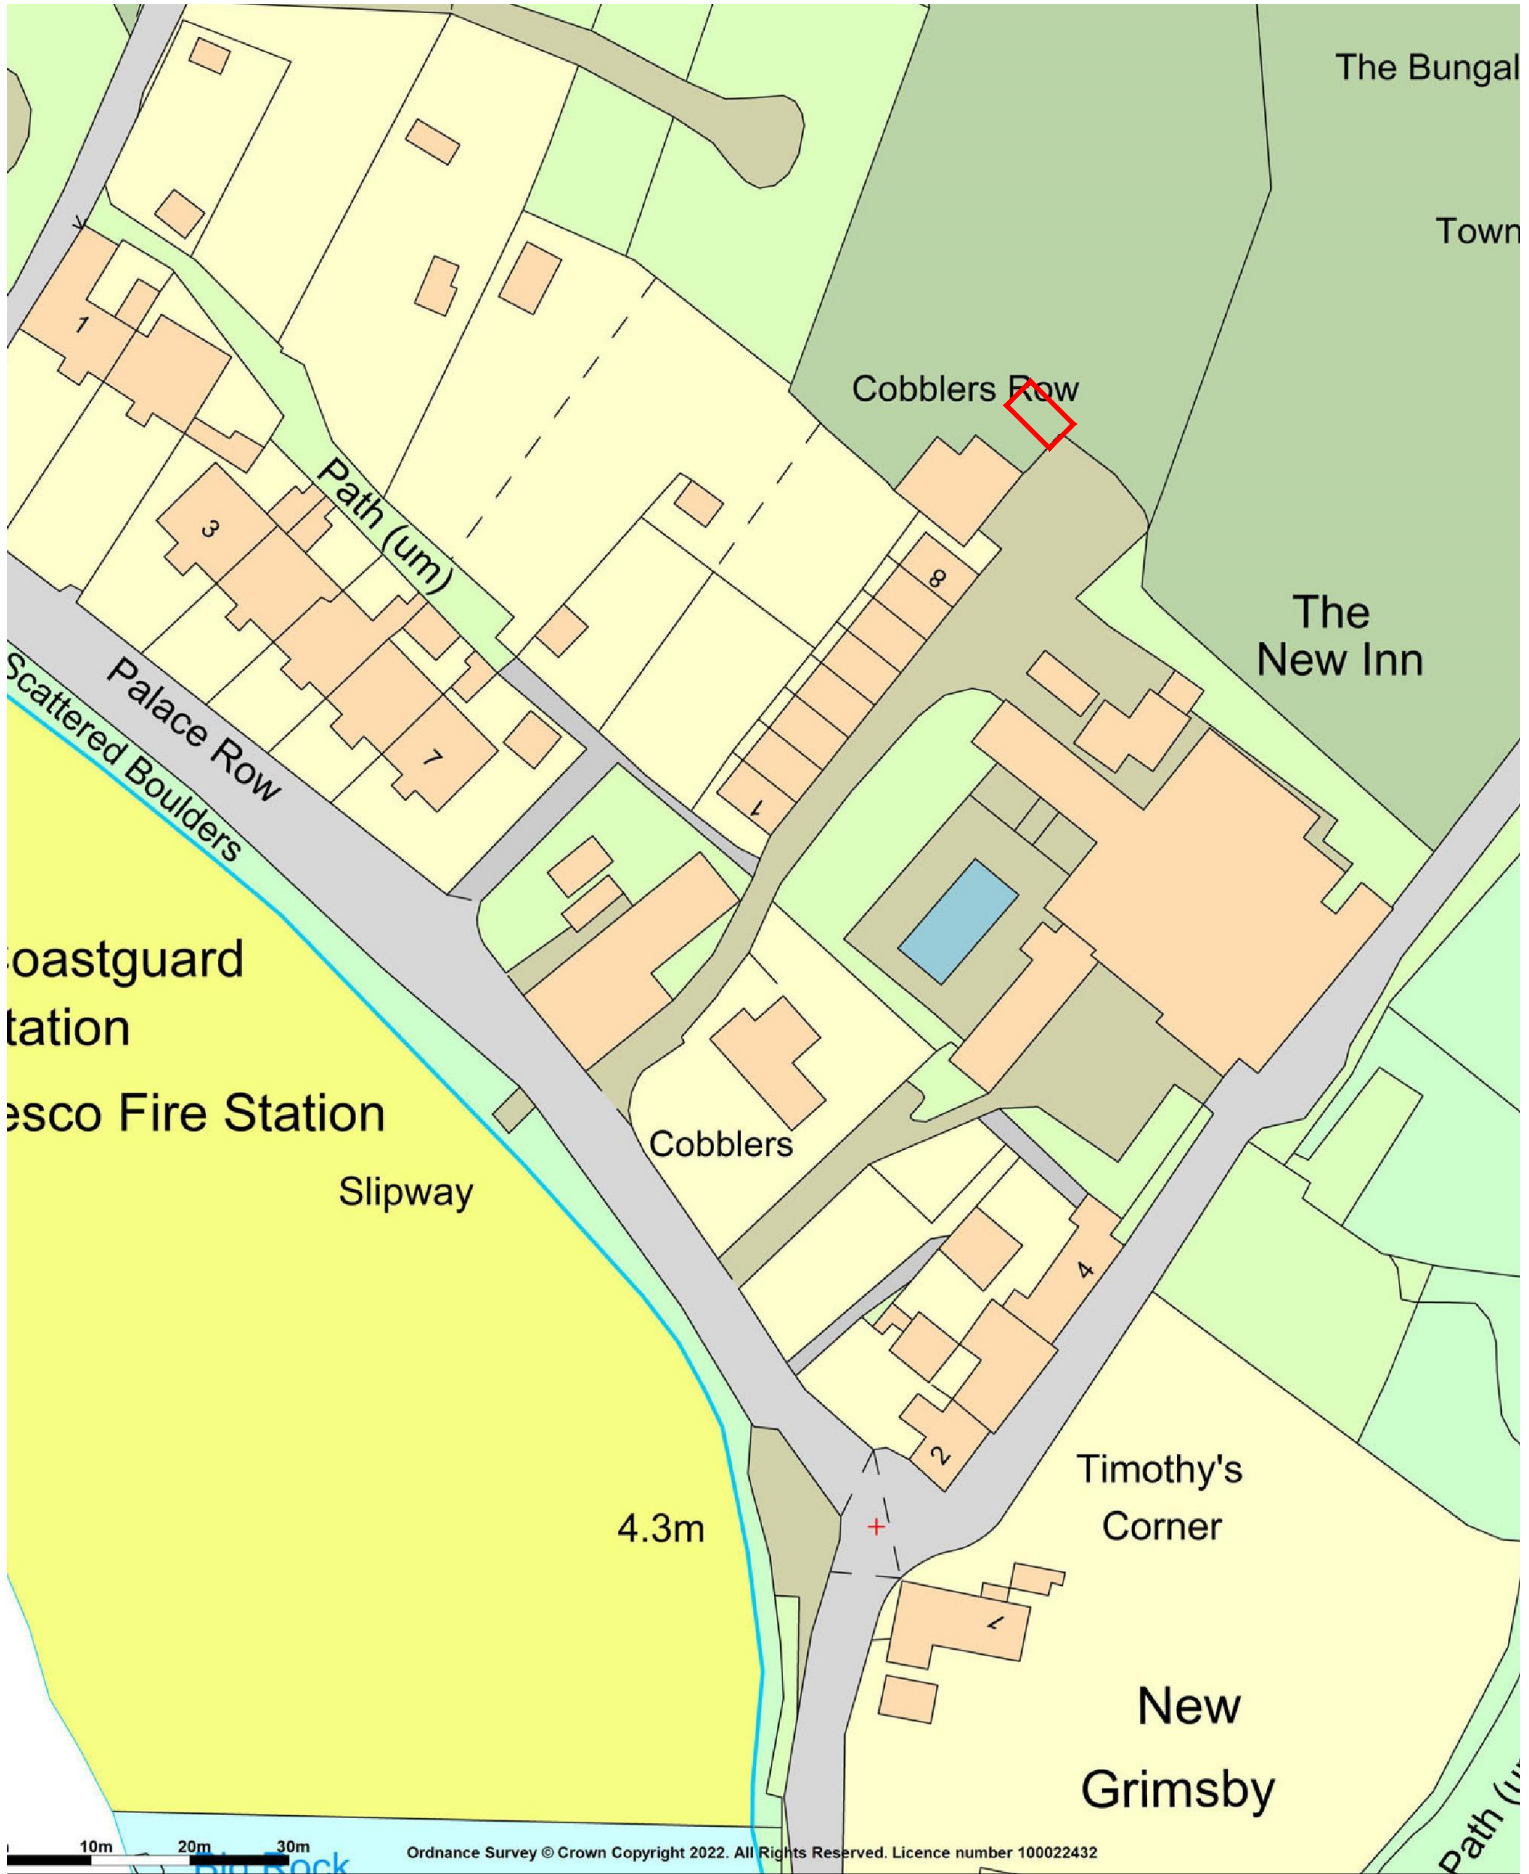 The Bungal
Town
Cobblers Row
1
3
Path (um)
8
The
New Inn
Palace Row
Scattered Boulders
7
1
oastguard
tation
esco Fire Station
Slipway
Cobblers
4
2
Timothy's
Corner
4.3m
1
New
Grimsby
Path (u
10m 20m 30m
Rock
Ordnance Survey © Crown Copyright 2022. All Rights Reserved. Licence number 100022432